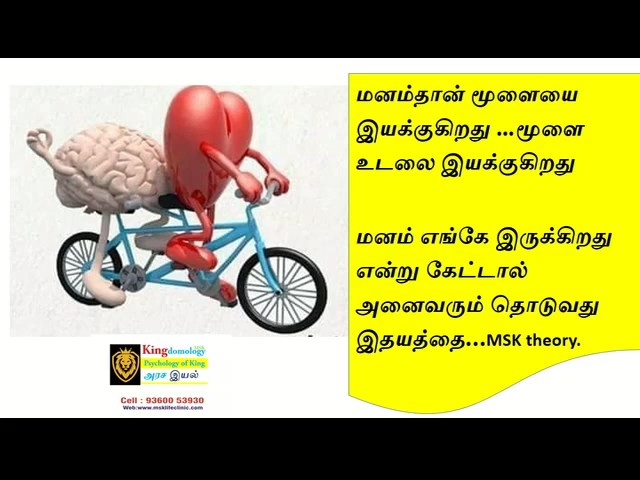 மனம்தான் மூளையை
இயக்குகிறது ...மூளை
உடலை இயக்குகிறது
மனம் எங்கே இருக்கிறது
என்று கேட்டால்
அனைவரும் தொடுவது
இதயத்தை...MSK theory.
Kingdomology
Psychology of King
அரச இயல்
Cell : 93600 53930
Web:www.msklifeclinic.com